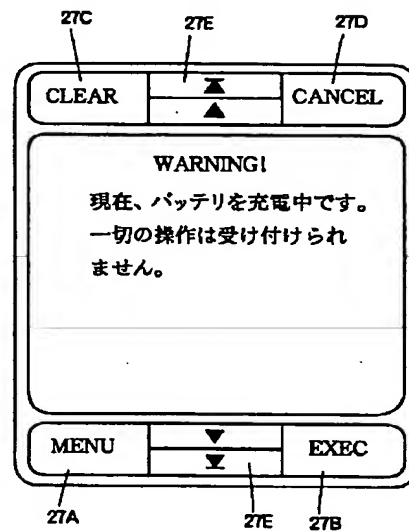 27C 27E 27D
CLEAR CANCEL
WARNING!
現在、バッテリを充電中です。
一切の操作は受け付けられ
ません。
MENU EXEC
27A 27E 27B